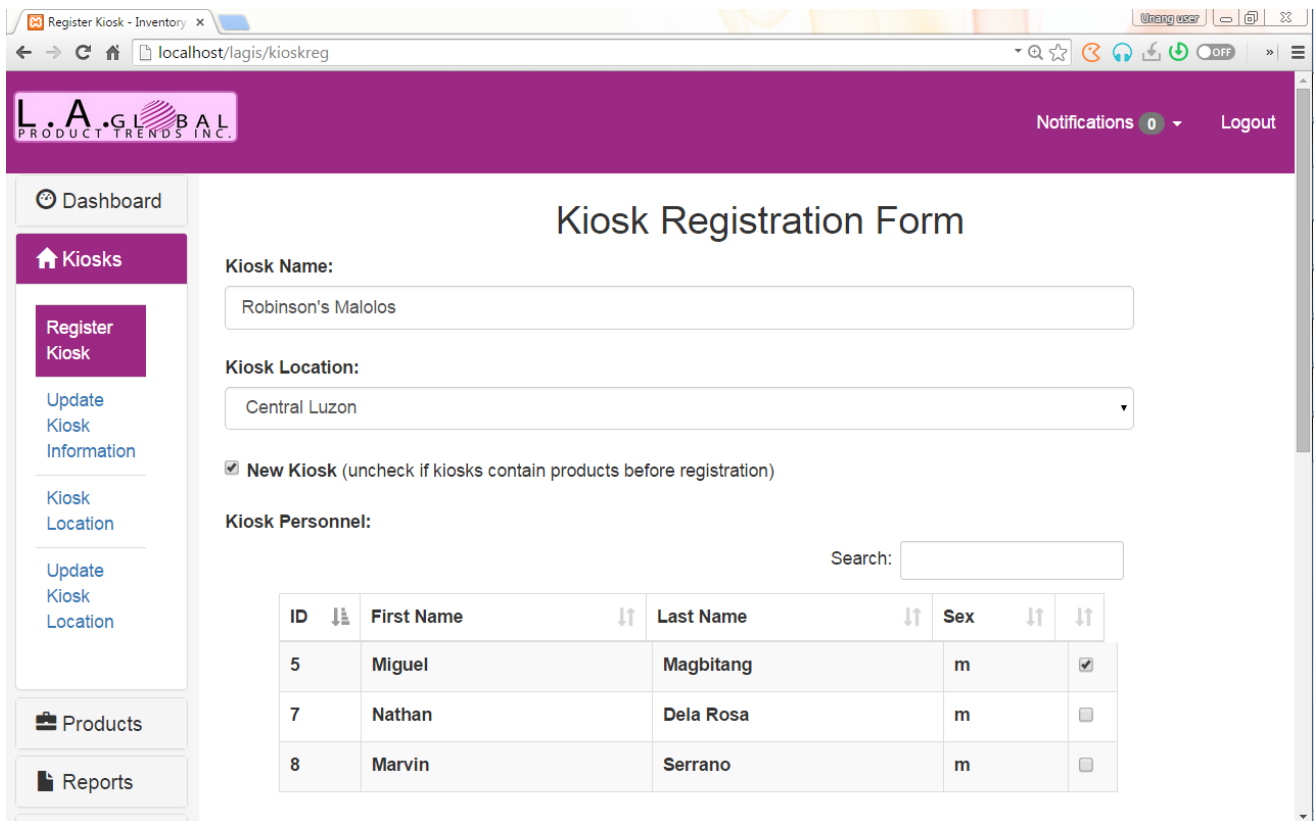 Register Kiosk - Inventory
Unang user
localhost/lagis/kioskreg
OFF
L.A.GLOBAL
PRODUCT TRENDS INC.
Notifications 0
Logout
Dashboard
Kiosks
Register
Kiosk
Update
Kiosk
Information
Kiosk
Location
Update
Kiosk
Location
Products
Reports
Kiosk Registration Form
Kiosk Name:
Robinson's Malolos
Kiosk Location:
Central Luzon
New Kiosk (uncheck if kiosks contain products before registration)
Kiosk Personnel:
Search:
ID First Name Last Name Sex
5 Miguel Magbitang m
7 Nathan Dela Rosa m
8 Marvin Serrano m